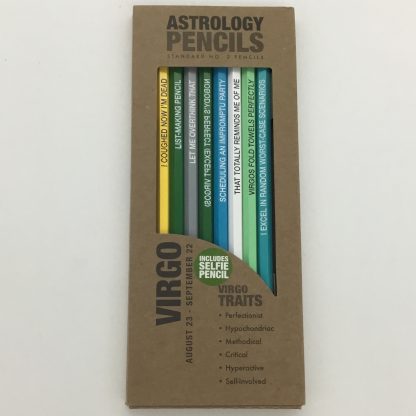 ASTROLOGY
PENCILS
STANDARD NO. 2 PENCILS
I COUGHED NOW I'M DEAD
LIST-MAKING PENCIL
LET ME OVERTHINK THAT
NOBODY'S PERFECT (EXCEPT VIRGOS)
SCHEDULING AN IMPROMPTU PARTY
THAT TOTALLY REMINDS ME OF ME
VIRGOS FOLD TOWELS PERFECTLY
I EXCEL IN RANDOM WORST-CASE SCENARIOS
VIRGO
AUGUST 23 - SEPTEMBER 22
INCLUDES
SELFIE
PENCIL
VIRGO
TRAITS
• Perfectionist
• Hypochondriac
• Methodical
• Critical
• Hyperactive
• Self-involved